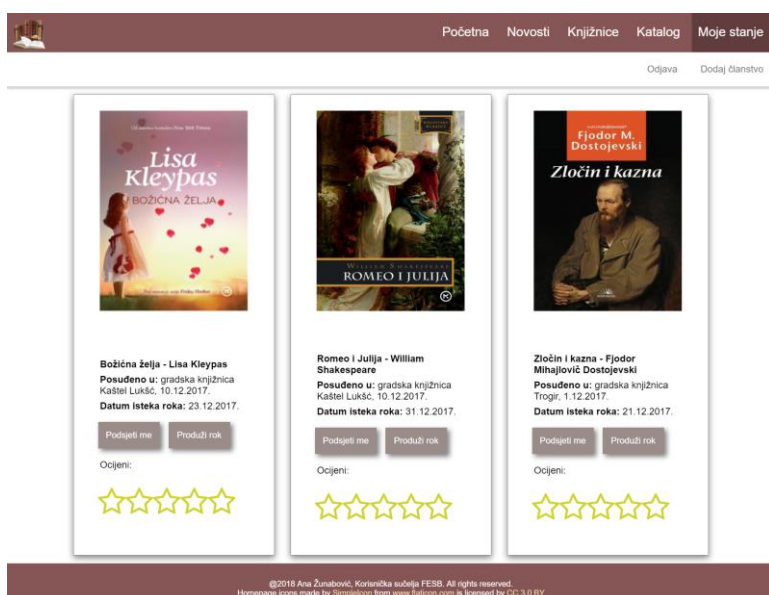 Početna Novosti Knjižnice Katalog Moje stanje
Odjava Dodaj članstvo
Lisa
Kleypas
BOŽIĆNA ŽELJA
WILLIAM SHAKESPEARE
ROMEO I JULIJA
Fjodor M.
Dostojevski
Zločin i kazna
Božićna želja - Lisa Kleypas
Posuđeno u: gradska knjižnica
Kaštel Lukšć, 10.12.2017.
Datum isteka roka: 23.12.2017.
Podsjeti me Produži rok
Ocijeni:
Romeo i Julija - William
Shakespeare
Posuđeno u: gradska knjižnica
Kaštel Lukšć, 10.12.2017.
Datum isteka roka: 31.12.2017.
Podsjeti me Produži rok
Ocijeni:
Zločin i kazna - Fjodor
Mihajlovič Dostojevski
Posuđeno u: gradska knjižnica
Trogir, 1.12.2017.
Datum isteka roka: 21.12.2017.
Podsjeti me Produži rok
Ocijeni:
@2018 Ana Žunabović, Korisnička sučelja FESB. All rights reserved.
Homepage icons made by SimpleIcon from www.flaticon.com is licensed by CC 3.0 BY